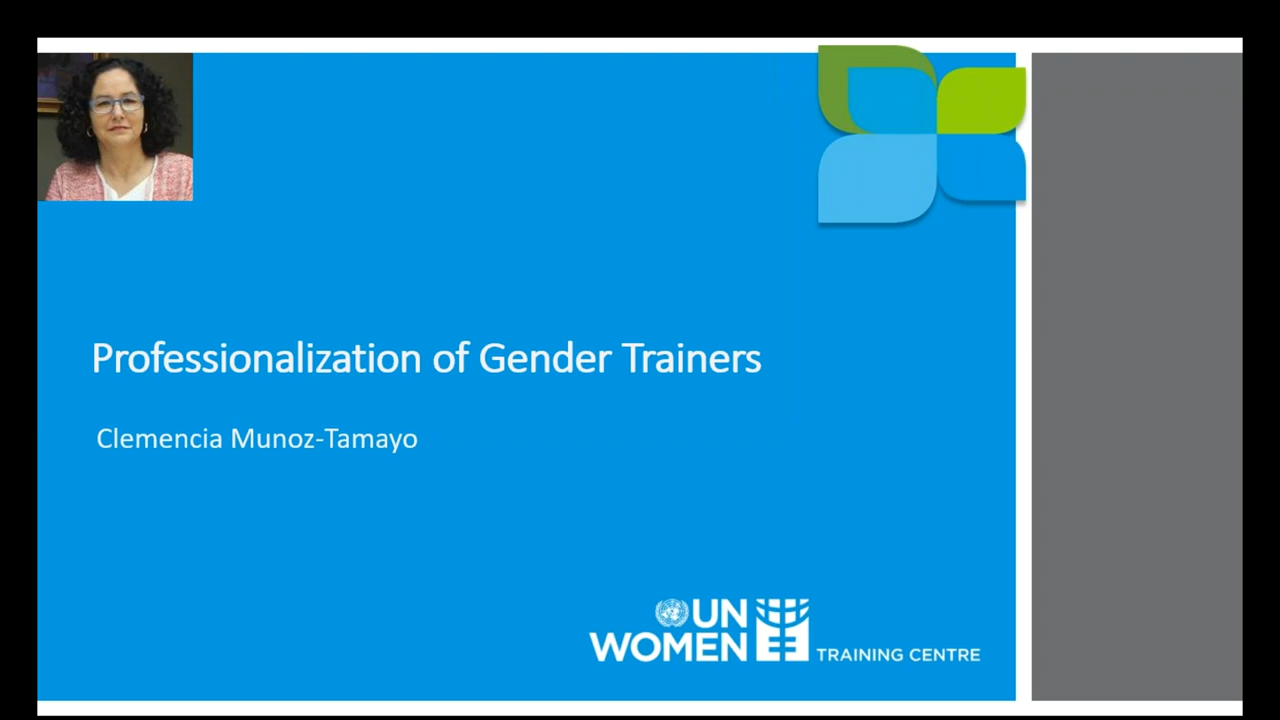 Professionalization of Gender Trainers
Clemencia Munoz-Tamayo
UN
WOMEN
TRAINING CENTRE